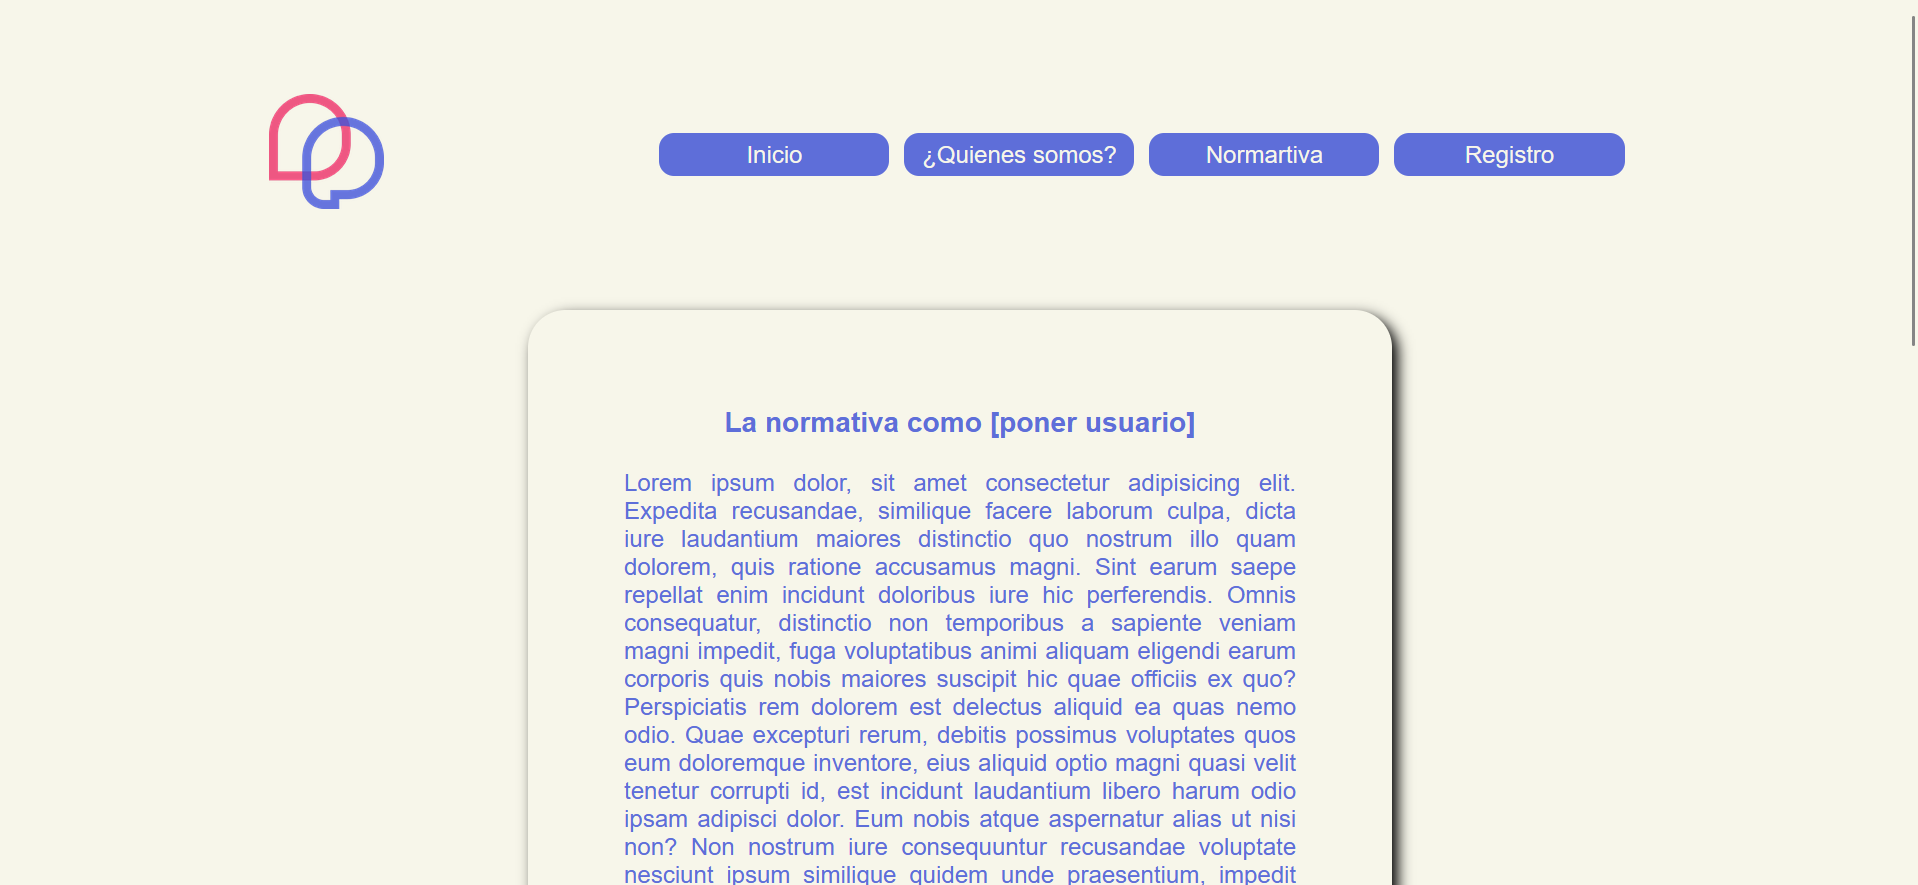 Inicio
¿Quienes somos?
Normartiva
Registro
La normativa como [poner usuario]
Lorem ipsum dolor, sit amet consectetur adipisicing elit.
Expedita recusandae, similique facere laborum culpa, dicta
iure laudantium maiores distinctio quo nostrum illo quam
dolorem, quis ratione accusamus magni. Sint earum saepe
repellat enim incidunt doloribus iure hic perferendis. Omnis
consequatur, distinctio non temporibus a sapiente veniam
magni impedit, fuga voluptatibus animi aliquam eligendi earum
corporis quis nobis maiores suscipit hic quae officiis ex quo?
Perspiciatis rem dolorem est delectus aliquid ea quas nemo
odio. Quae excepturi rerum, debitis possimus voluptates quos
eum doloremque inventore, eius aliquid optio magni quasi velit
tenetur corrupti id, est incidunt laudantium libero harum odio
ipsam adipisci dolor. Eum nobis atque aspernatur alias ut nisi
non? Non nostrum iure consequuntur recusandae voluptate
nesciunt ipsum similique quidem unde praesentium, impedit